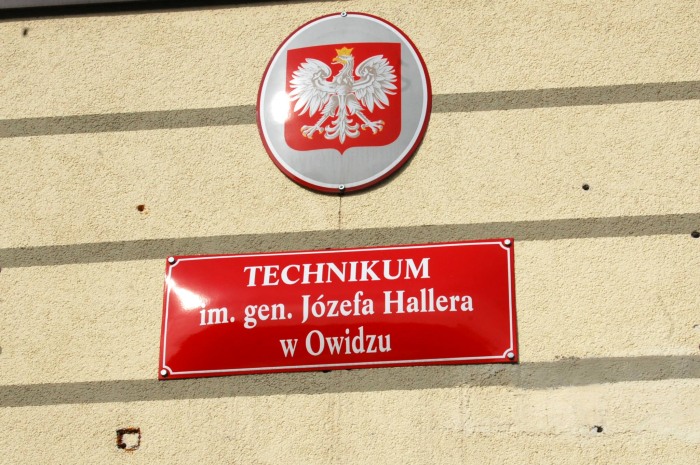 TECHNIKUM
im. gen. Józefa Hallera
w Owidzu